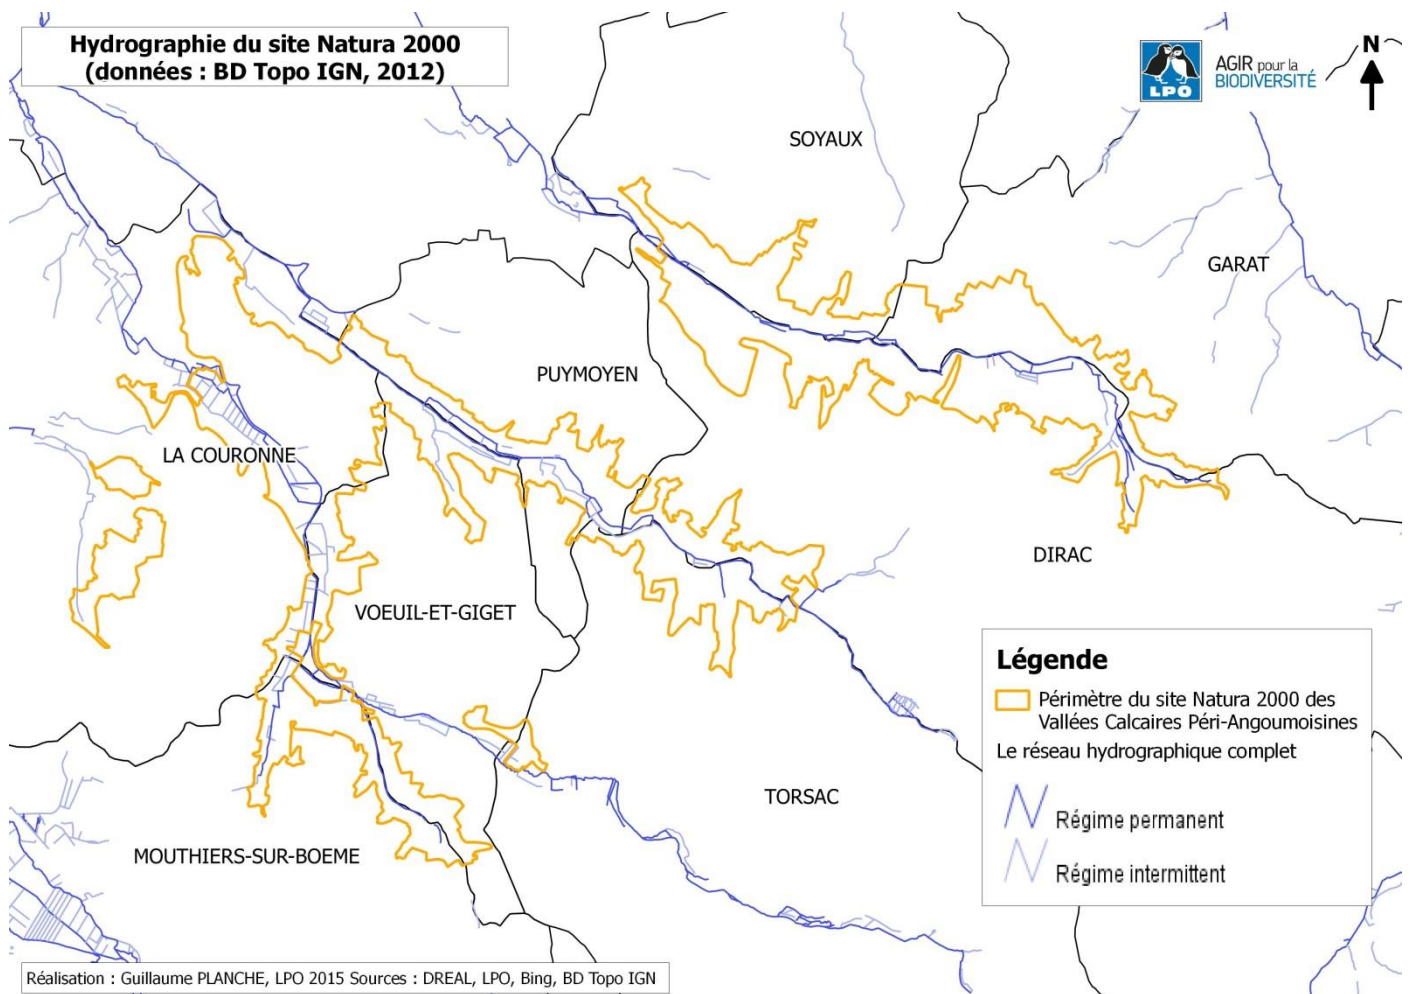 Hydrographie du site Natura 2000
(données : BD Topo IGN, 2012)
LPO
AGIR pour la
BIODIVERSITÉ
N
SOYAUX
GARAT
PUYMOYEN
LA COURONNE
DIRAC
VOEUIL-ET-GIGET
TORSAC
MOUTHIERS-SUR-BOEME
Légende
Périmètre du site Natura 2000 des
Vallées Calcaires Péri-Angoumoisines
Le réseau hydrographique complet
Régime permanent
Régime intermittent
Réalisation : Guillaume PLANCHE, LPO 2015 Sources : DREAL, LPO, Bing, BD Topo IGN